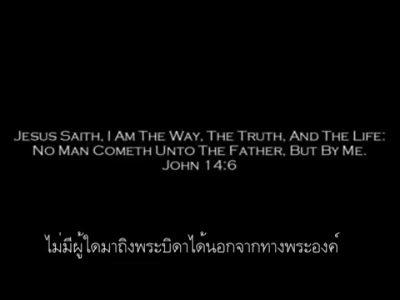 Jesus Saith, I Am The Way, The Truth, And The Life:
No Man Cometh Unto The Father, But By Me.
John 14:6
ไม่มีผู้ใดมาถึงพระบิดาได้นอกจากทางพระองค์